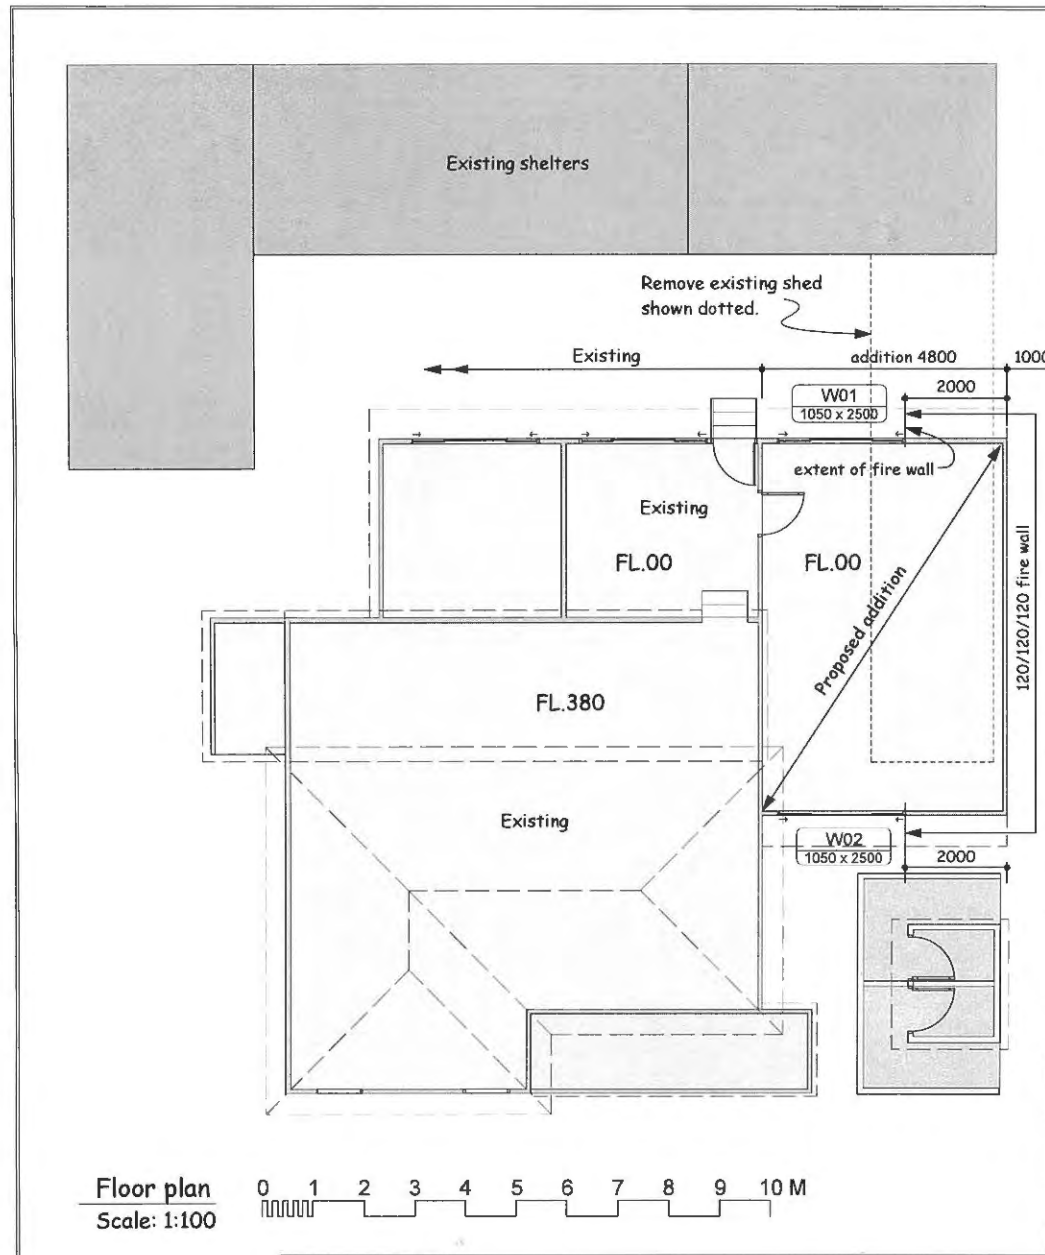 Existing shelters
Remove existing shed
shown dotted.
Existing
addition 4800
1000
W01
1050 x 2500
2000
extent of fire wall
Existing
FL.00
FL.00
Proposed addition
120/120/120 fire wall
FL.380
Existing
W02
1050 x 2500
2000
Floor plan
Scale: 1:100
0 1 2 3 4 5 6 7 8 9 10 M